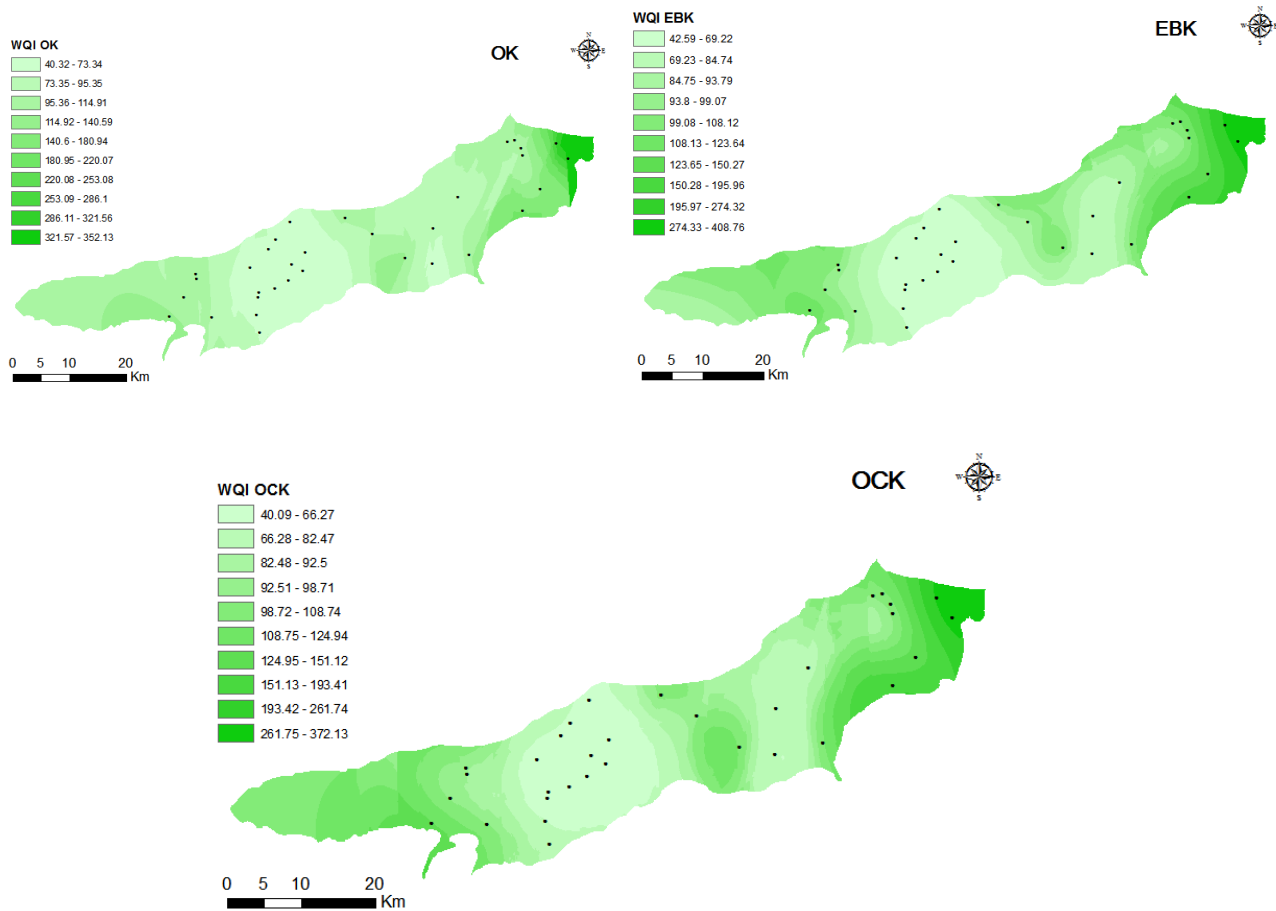 WQI OK
40.32 - 73.34
73.35 - 95.35
95.36 - 114.91
114.92 - 140.59
140.6 - 180.94
180.95 - 220.07
220.08 - 253.08
253.09 - 286.1
286.11 - 321.56
321.57 - 352.13
OK
N
W E
S
0 5 10 20
Km
WQI EBK
42.59 - 69.22
69.23 - 84.74
84.75 - 93.79
93.8 - 99.07
99.08 - 108.12
108.13 - 123.64
123.65 - 150.27
150.28 - 195.96
195.97 - 274.32
274.33 - 408.76
EBK
N
W E
S
0 5 10 20
Km
WQI OCK
40.09 - 66.27
66.28 - 82.47
82.48 - 92.5
92.51 - 98.71
98.72 - 108.74
108.75 - 124.94
124.95 - 151.12
151.13 - 193.41
193.42 - 261.74
261.75 - 372.13
OCK
N
W E
S
0 5 10 20
Km